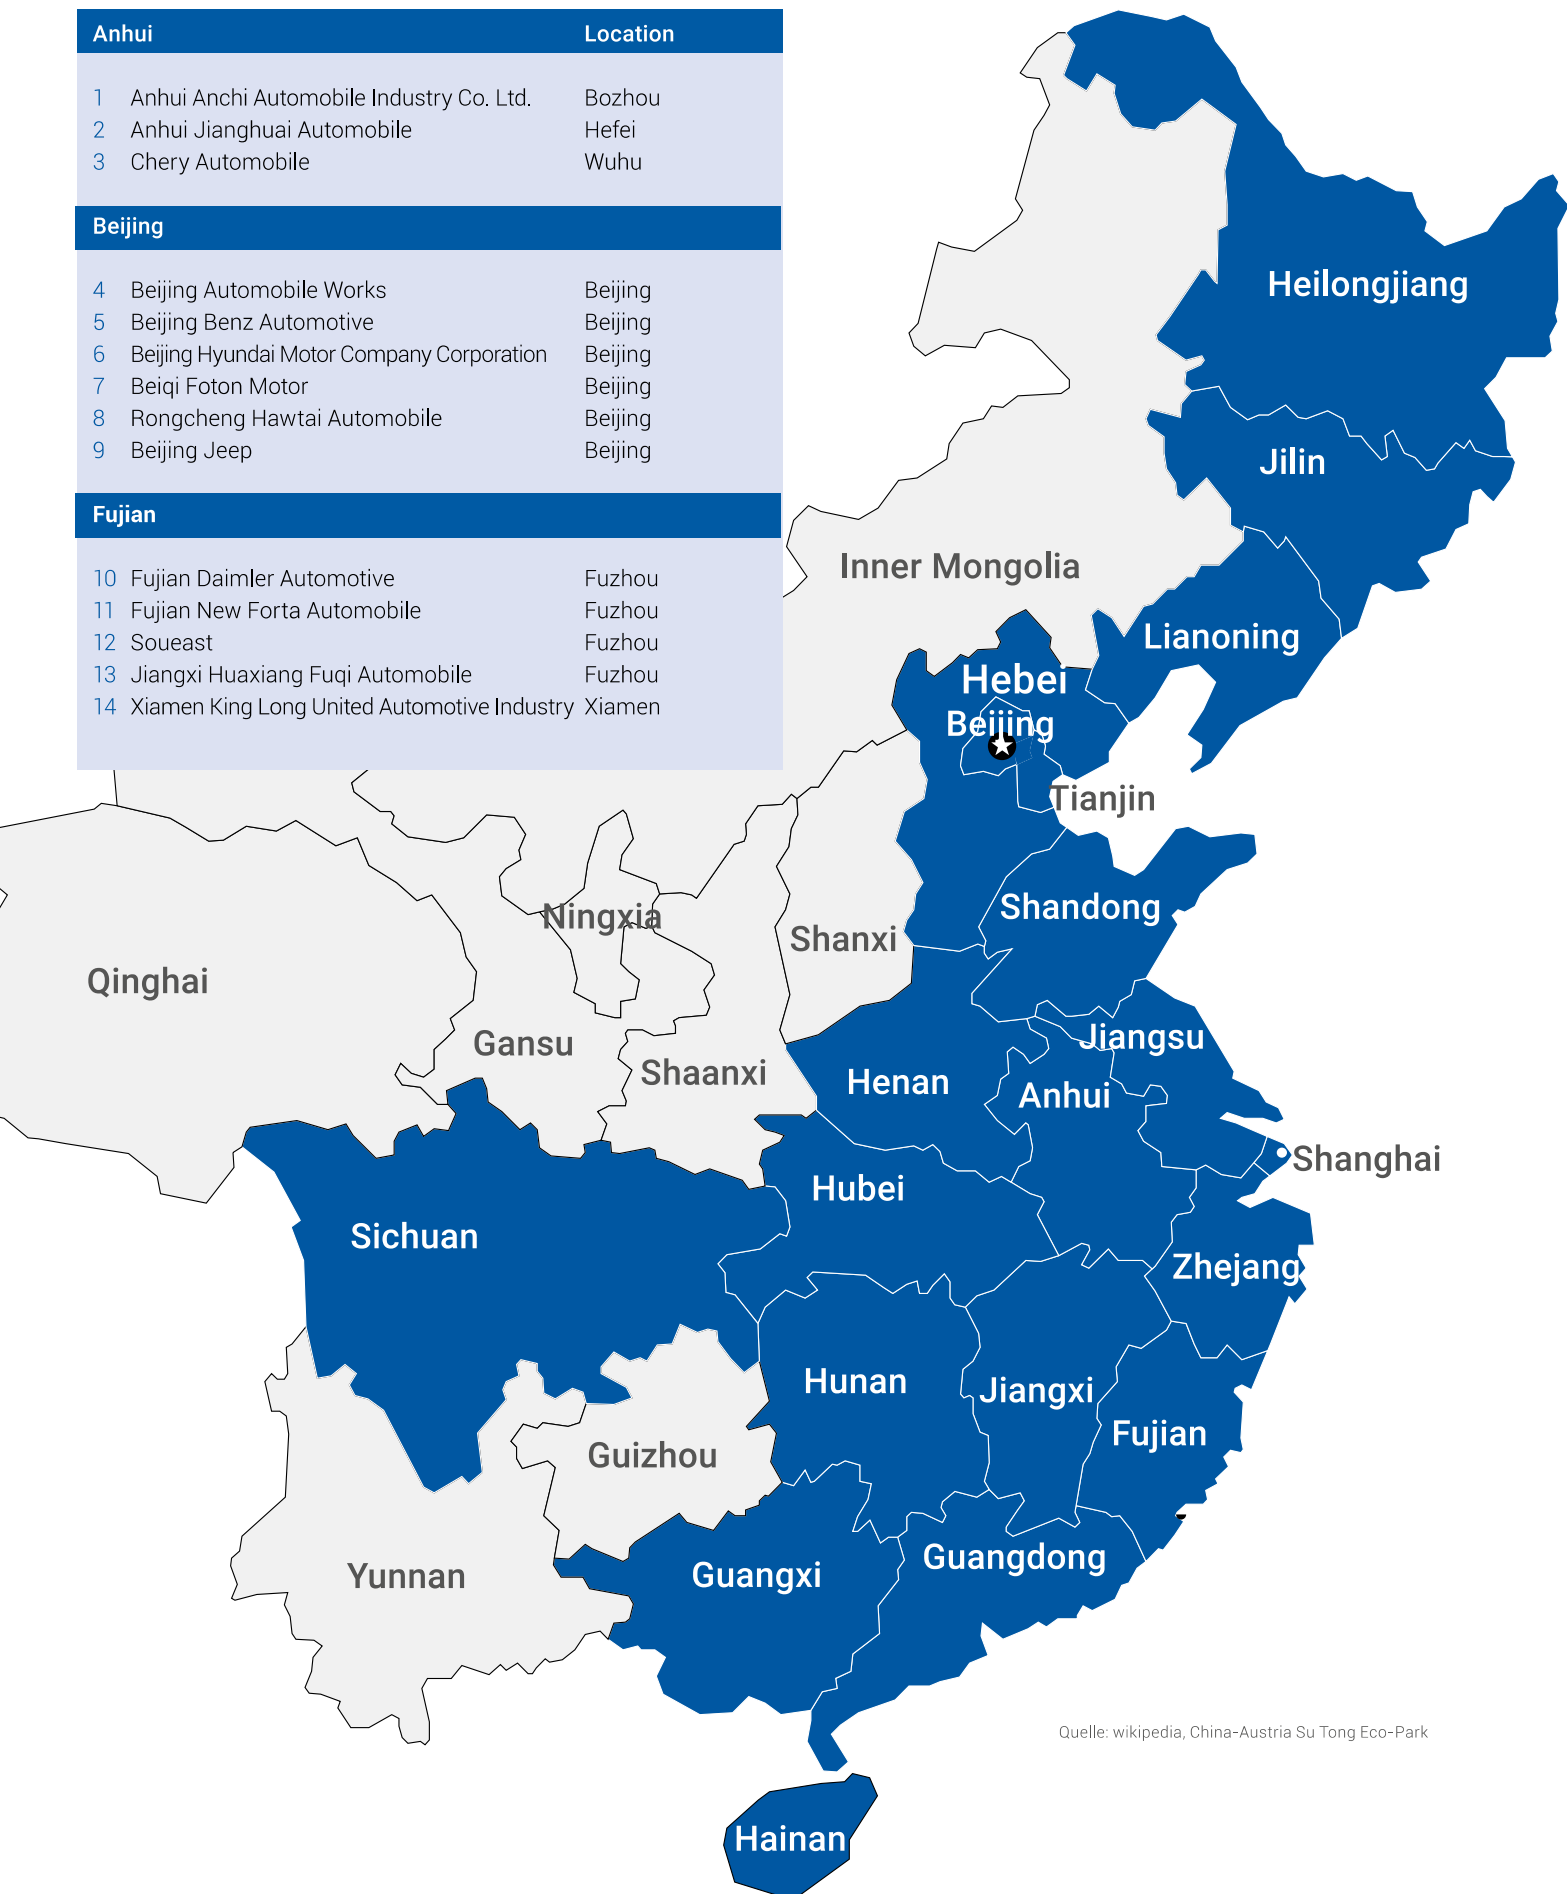 Anhui Location
1 Anhui Anchi Automobile Industry Co. Ltd. Bozhou
2 Anhui Jianghuai Automobile Hefei
3 Chery Automobile Wuhu
Beijing
4 Beijing Automobile Works Beijing
5 Beijing Benz Automotive Beijing
6 Beijing Hyundai Motor Company Corporation Beijing
7 Beiqi Foton Motor Beijing
8 Rongcheng Hawtai Automobile Beijing
9 Beijing Jeep Beijing
Fujian
10 Fujian Daimler Automotive Fuzhou
11 Fujian New Forta Automobile Fuzhou
12 Soueast Fuzhou
13 Jiangxi Huaxiang Fuqi Automobile Fuzhou
14 Xiamen King Long United Automotive Industry Xiamen
Heilongjiang
Jilin
Inner Mongolia
Lianoning
Hebei
Beijing
Tianjin
Shandong
Ningxia
Shanxi
Qinghai
Gansu
Jiangsu
Shaanxi
Henan
Anhui
Shanghai
Hubei
Sichuan
Zhejang
Hunan
Jiangxi
Fujian
Guizhou
Guangdong
Yunnan
Guangxi
Quelle: wikipedia, China-Austria Su Tong Eco-Park
Hainan